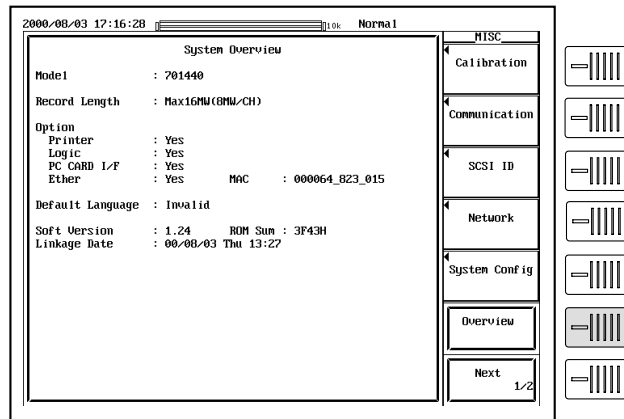 2000/08/03 17:16:28 10k Normal
System Overview
Model : 701440
Record Length : Max16MW(8MW/CH)
Option
Printer : Yes
Logic : Yes
PC CARD I/F : Yes
Ether : Yes MAC : 000064_823_015
Default Language : Invalid
Soft Version : 1.24 ROM Sum : 3F43H
Linkage Date : 00/08/03 Thu 13:27
MISC
Calibration
Communication
SCSI ID
Network
System Config
Overview
Next
1/2